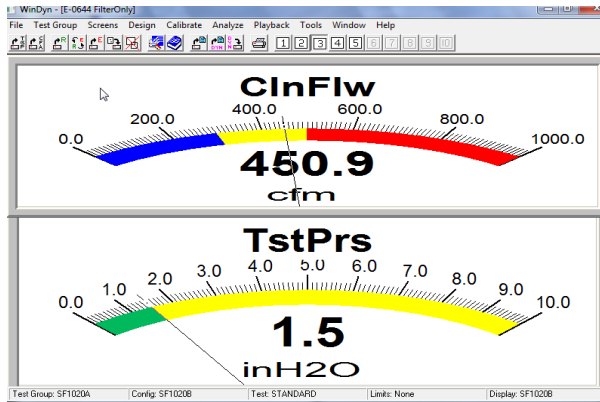 WinDyn - [E-0644 FilterOnly]
File Test Group Screens Design Calibrate Analyze Playback Tools Window Help
1 2 3 4 5 6 7 8 9 10
ClnFlw
0.0 200.0 400.0 600.0 800.0 1000.0
450.9
cfm
TstPrs
0.0 1.0 2.0 3.0 4.0 5.0 6.0 7.0 8.0 9.0 10.0
1.5
inH2O
Test Group: SF1020A Config: SF1020B Test: STANDARD Limits: None Display: SF1020B